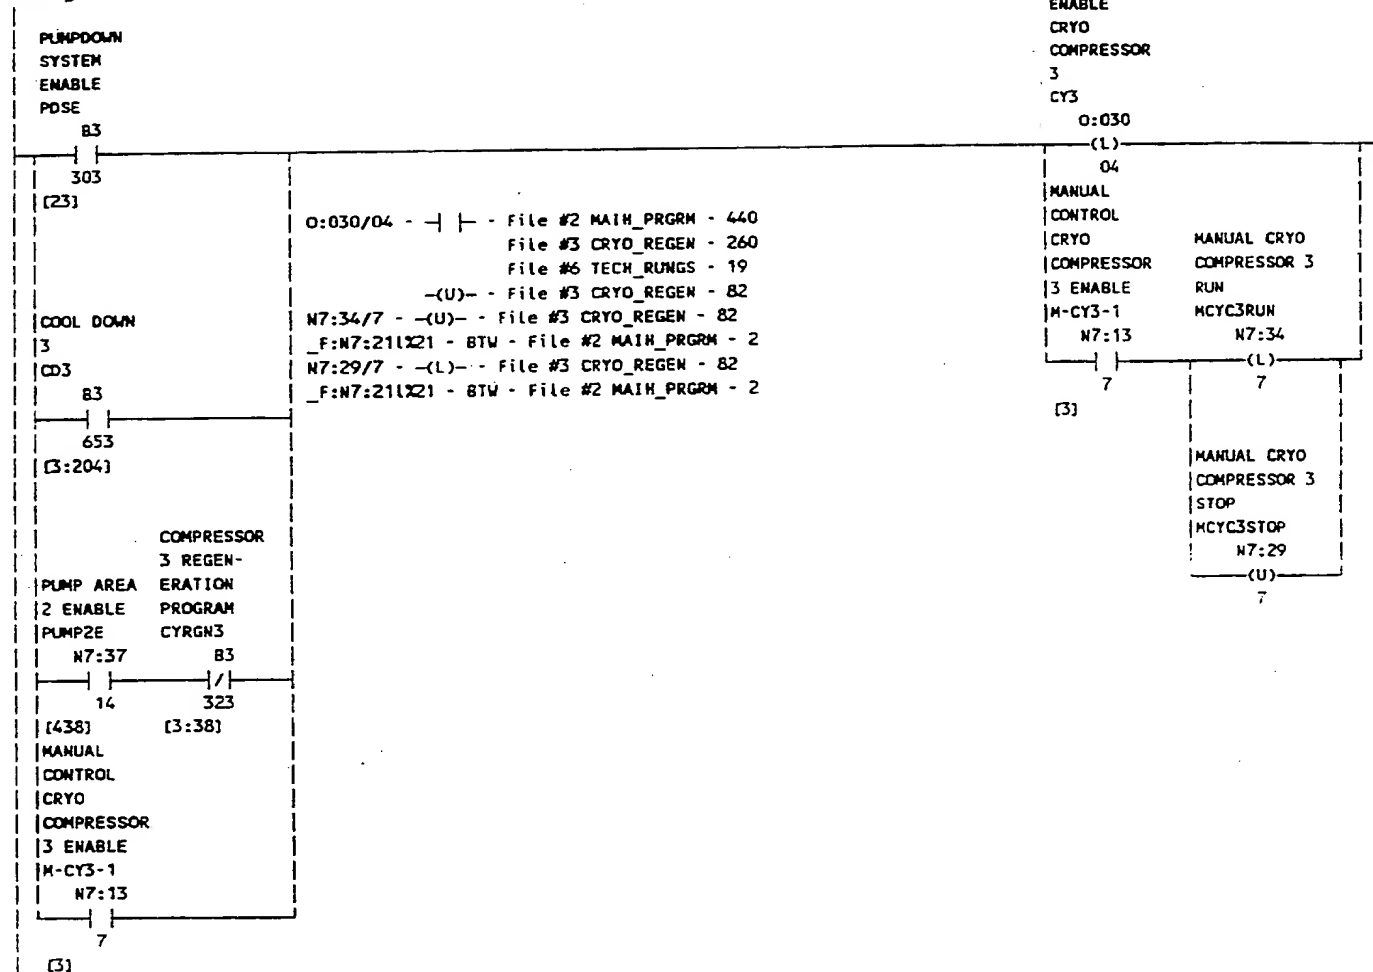 PUMPDOWN
SYSTEM
ENABLE
PDSE
B3
303
[23]
ENABLE
CRYO
COMPRESSOR
3
CY3
O:030
(L)
04
O:030/04 - ⊣ ⊢ - File #2 MAIN_PRGRM - 440
File #3 CRYO_REGEN - 260
File #6 TECH_RUNGS - 19
-(U)- - File #3 CRYO_REGEN - 82
N7:34/7 - -(U)- - File #3 CRYO_REGEN - 82
_F:N7:21[%21 - BTW - File #2 MAIN_PRGRM - 2
N7:29/7 - -(L)- - File #3 CRYO_REGEN - 82
_F:N7:21[%21 - BTW - File #2 MAIN_PRGRM - 2
COOL DOWN
3
CD3
B3
653
[3:204]
MANUAL
CONTROL
CRYO
COMPRESSOR
3 ENABLE
M-CY3-1
N7:13
7
[3]
MANUAL CRYO
COMPRESSOR 3
RUN
MCYC3RUN
N7:34
(L)
7
MANUAL CRYO
COMPRESSOR 3
STOP
MCYC3STOP
N7:29
(U)
7
PUMP AREA
2 ENABLE
PUMP2E
N7:37
14
[438]
COMPRESSOR
3 REGEN-
ERATION
PROGRAM
CYRGN3
B3
/
323
[3:38]
MANUAL
CONTROL
CRYO
COMPRESSOR
3 ENABLE
M-CY3-1
N7:13
7
[3]